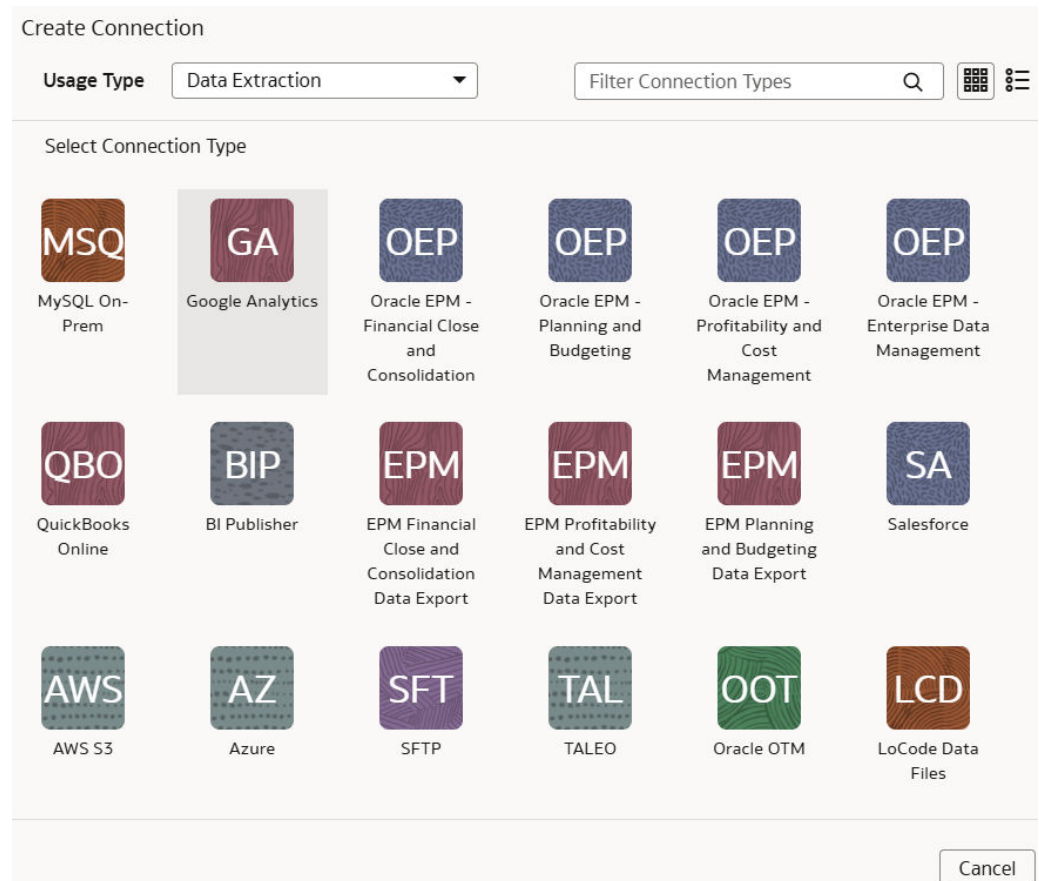 Create Connection
Usage Type Data Extraction Filter Connection Types
Select Connection Type
MSQ GA OEP OEP OEP OEP
MySQL On-
Prem
Google Analytics
Oracle EPM -
Financial Close
and
Consolidation
Oracle EPM -
Planning and
Budgeting
Oracle EPM -
Profitability and
Cost
Management
Oracle EPM -
Enterprise Data
Management
QBO BIP EPM EPM EPM SA
QuickBooks
Online
BI Publisher
EPM Financial
Close and
Consolidation
Data Export
EPM Profitability
and Cost
Management
Data Export
EPM Planning
and Budgeting
Data Export
Salesforce
AWS AZ SFT TAL OOT LCD
AWS S3
Azure
SFTP
TALEO
Oracle OTM
LoCode Data
Files
Cancel